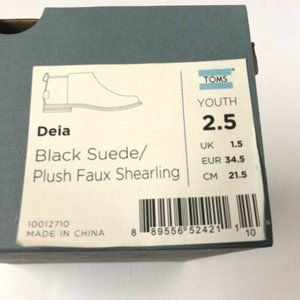 TOMS
YOUTH
2.5
Deia
UK 1.5
Black Suede/
EUR 34.5
Plush Faux Shearling
CM 21.5
10012710
MADE IN CHINA
8 89556 52421 1 10